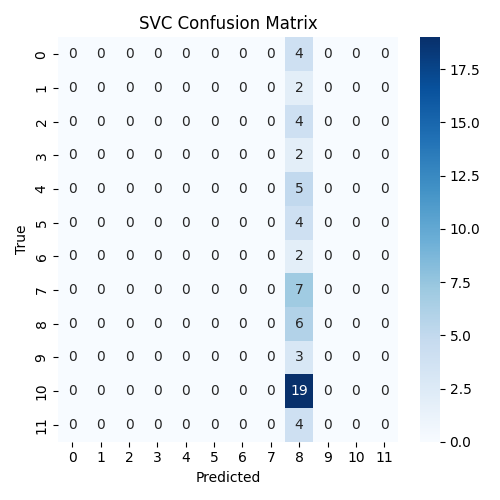 SVC Confusion Matrix
True
0 0 0 0 0 0 0 0 0 4 0 0 0
1 0 0 0 0 0 0 0 0 2 0 0 0
2 0 0 0 0 0 0 0 0 4 0 0 0
3 0 0 0 0 0 0 0 0 2 0 0 0
4 0 0 0 0 0 0 0 0 5 0 0 0
5 0 0 0 0 0 0 0 0 4 0 0 0
6 0 0 0 0 0 0 0 0 2 0 0 0
7 0 0 0 0 0 0 0 0 7 0 0 0
8 0 0 0 0 0 0 0 0 6 0 0 0
9 0 0 0 0 0 0 0 0 3 0 0 0
10 0 0 0 0 0 0 0 0 19 0 0 0
11 0 0 0 0 0 0 0 0 4 0 0 0
0 1 2 3 4 5 6 7 8 9 10 11
Predicted
17.5
15.0
12.5
10.0
7.5
5.0
2.5
0.0